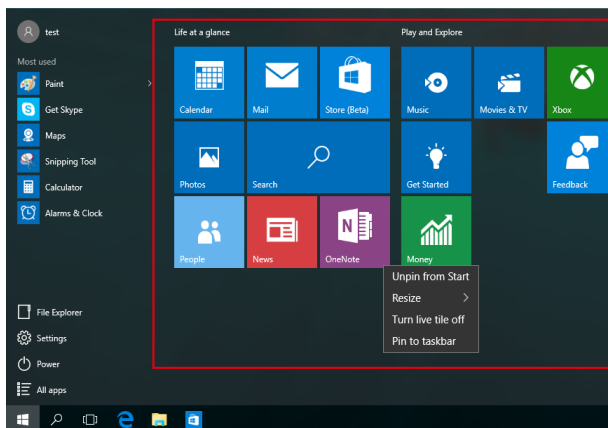 test
Most used
Paint
Get Skype
Maps
Snipping Tool
Calculator
Alarms & Clock
File Explorer
Settings
Power
All apps
Life at a glance
Calendar
Mail
Store (Beta)
Photos
Search
People
News
OneNote
Play and Explore
Music
Movies & TV
Xbox
Get Started
Feedback
Money
Unpin from Start
Resize
Turn live tile off
Pin to taskbar